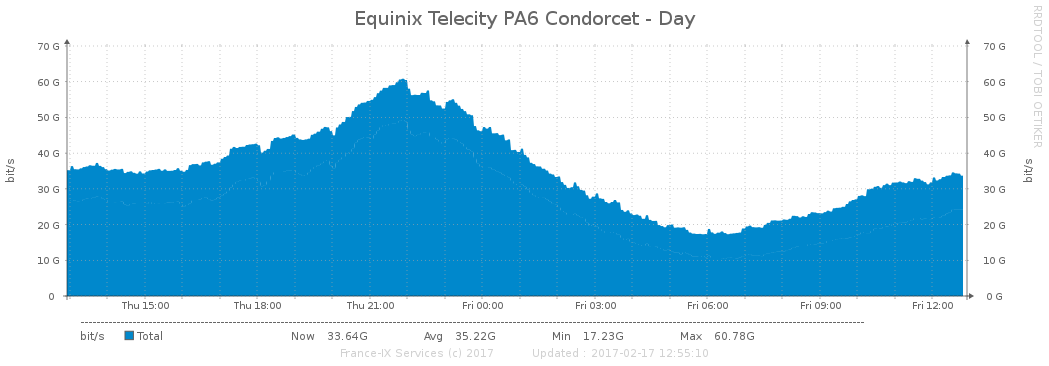 Equinix Telecity PA6 Condorcet - Day
RRDTOOL / TOBI OETIKER
bit/s
70 G 70 G
60 G 60 G
50 G 50 G
40 G 40 G
30 G 30 G
20 G 20 G
10 G 10 G
0 0 G
bit/s
Thu 15:00 Thu 18:00 Thu 21:00 Fri 00:00 Fri 03:00 Fri 06:00 Fri 09:00 Fri 12:00
bit/s Total Now 33.64G Avg 35.22G Min 17.23G Max 60.78G
France-IX Services (c) 2017 Updated : 2017-02-17 12:55:10